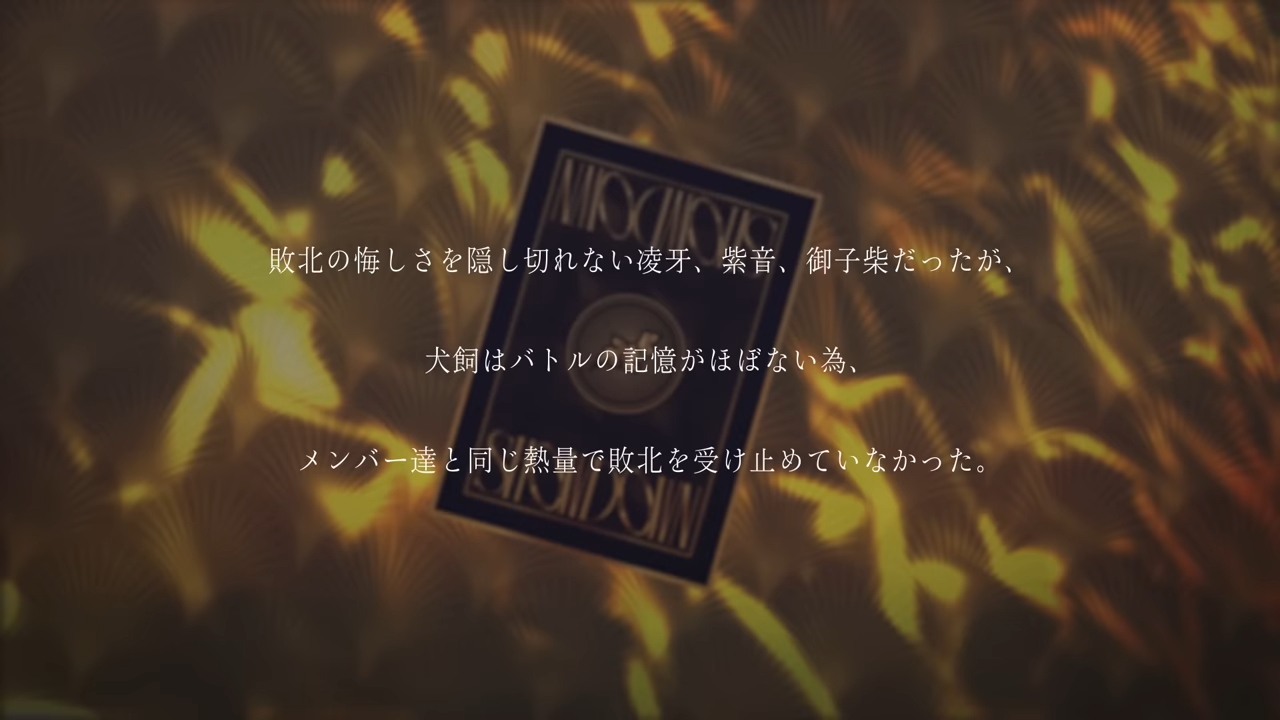 敗北の悔しさを隠し切れない凌牙、紫音、御子柴だったが、
犬飼はバトルの記憶がほぼない為、
メンバー達と同じ熱量で敗北を受け止めていなかった。